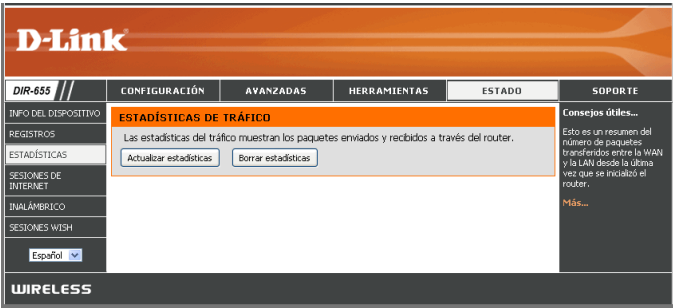 D-Link
DIR-655
CONFIGURACIÓN
AVANZADAS
HERRAMIENTAS
ESTADO
SOPORTE
INFO DEL DISPOSITIVO
REGISTROS
ESTADÍSTICAS
SESIONES DE
INTERNET
INALÁMBRICO
SESIONES WISH
Español
ESTADÍSTICAS DE TRÁFICO
Las estadísticas del tráfico muestran los paquetes enviados y recibidos a través del router.
Actualizar estadísticas
Borrar estadísticas
Consejos útiles...
Esto es un resumen del
número de paquetes
transferidos entre la WAN
y la LAN desde la última
vez que se inicializó el
router.
Más...
WIRELESS